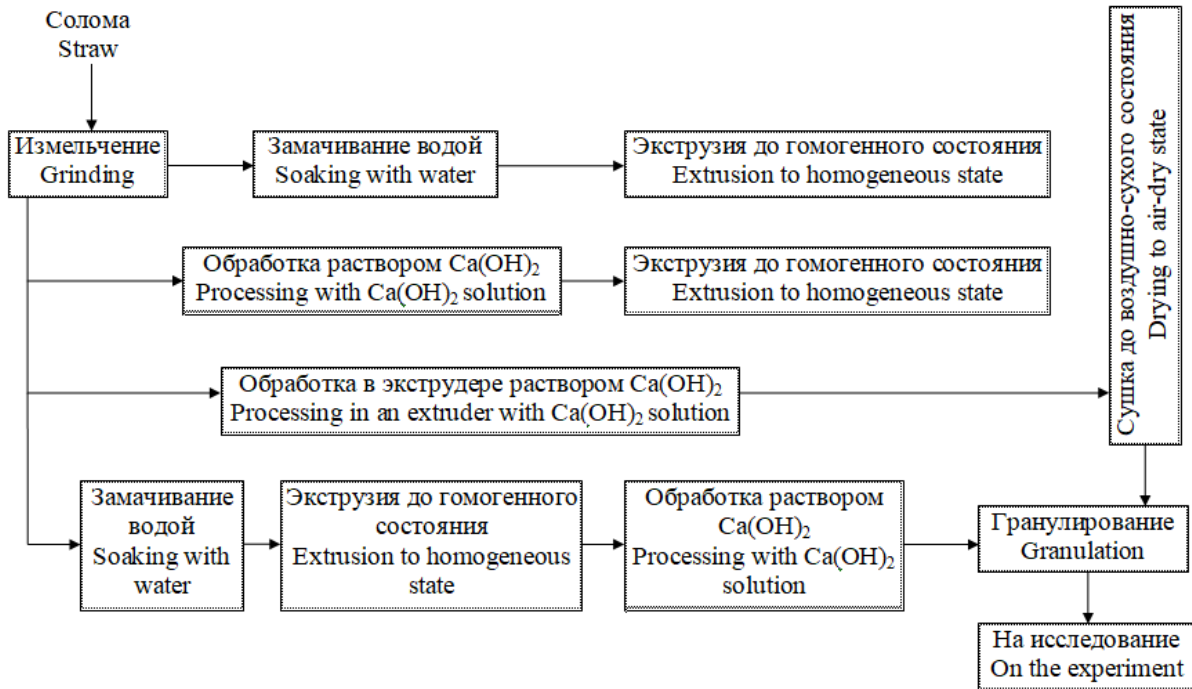 Солома
Straw
Измельчение
Grinding
Замачивание водой
Soaking with water
Экструзия до гомогенного состояния
Extrusion to homogeneous state
Обработка раствором Ca(OH)₂
Processing with Ca(OH)₂ solution
Экструзия до гомогенного состояния
Extrusion to homogeneous state
Обработка в экструдере раствором Ca(OH)₂
Processing in an extruder with Ca(OH)₂ solution
Сушка до воздушно-сухого состояния
Drying to air-dry state
Замачивание
водой
Soaking with
water
Экструзия до гомогенного
состояния
Extrusion to homogeneous
state
Обработка раствором
Ca(OH)₂
Processing with Ca(OH)₂
solution
Гранулирование
Granulation
На исследование
On the experiment